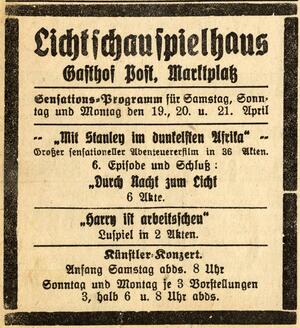 Lichtschauspielhaus
Gasthof Post, Marktplatz
Sensations-Programm für Samstag, Sonn-
tag und Montag den 19., 20. u. 21. April
-- „Mit Stanley im dunkelsten Afrika" --
Großer sensationeller Abenteuererfilm in 36 Akten.
6. Episode und Schluß:
„Durch Nacht zum Licht
6 Akte.
„Harry ist arbeitsschen"
Luspiel in 2 Akten.
Künstler-Konzert.
Anfang Samstag abds. 8 Uhr
Sonntag und Montag je 3 Vorstellungen
3, halb 6 u. 8 Uhr abds.